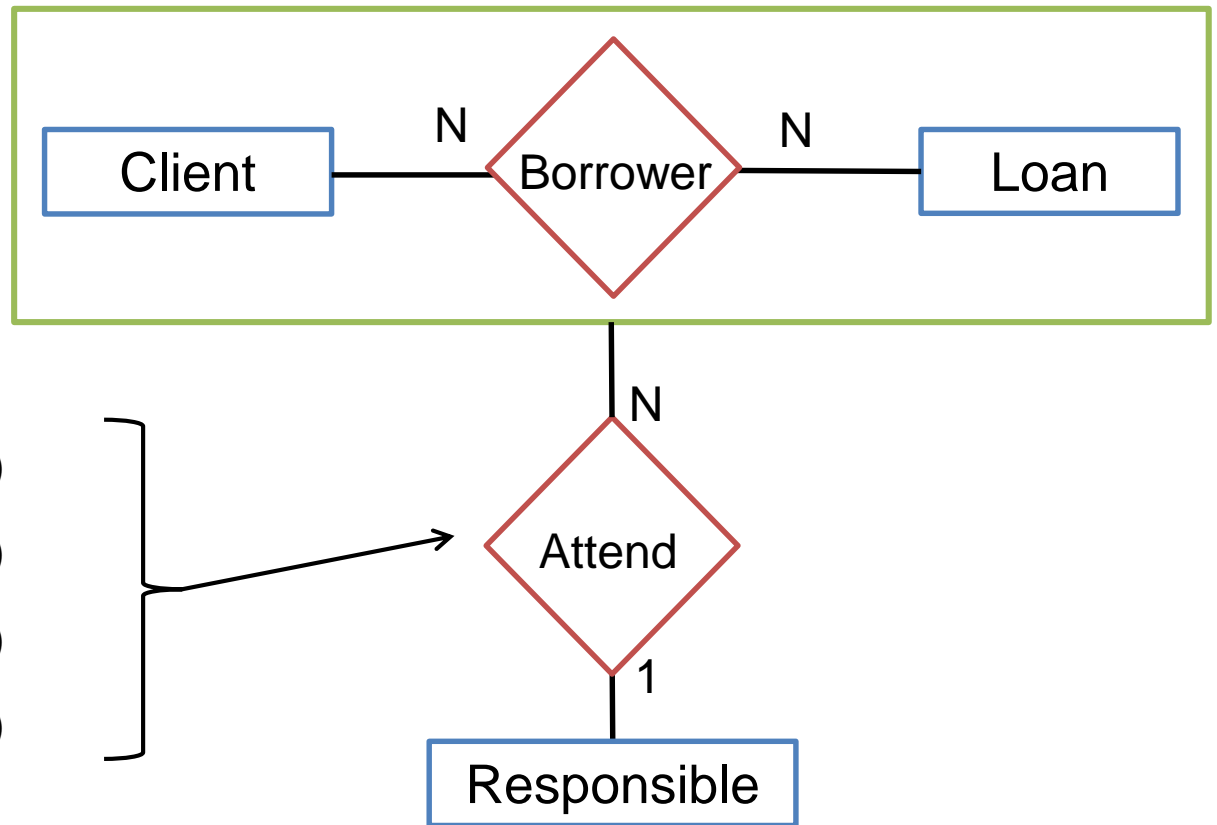 N
N
Client
Borrower
Loan
N
)
)
Attend
)
1
)
Responsible